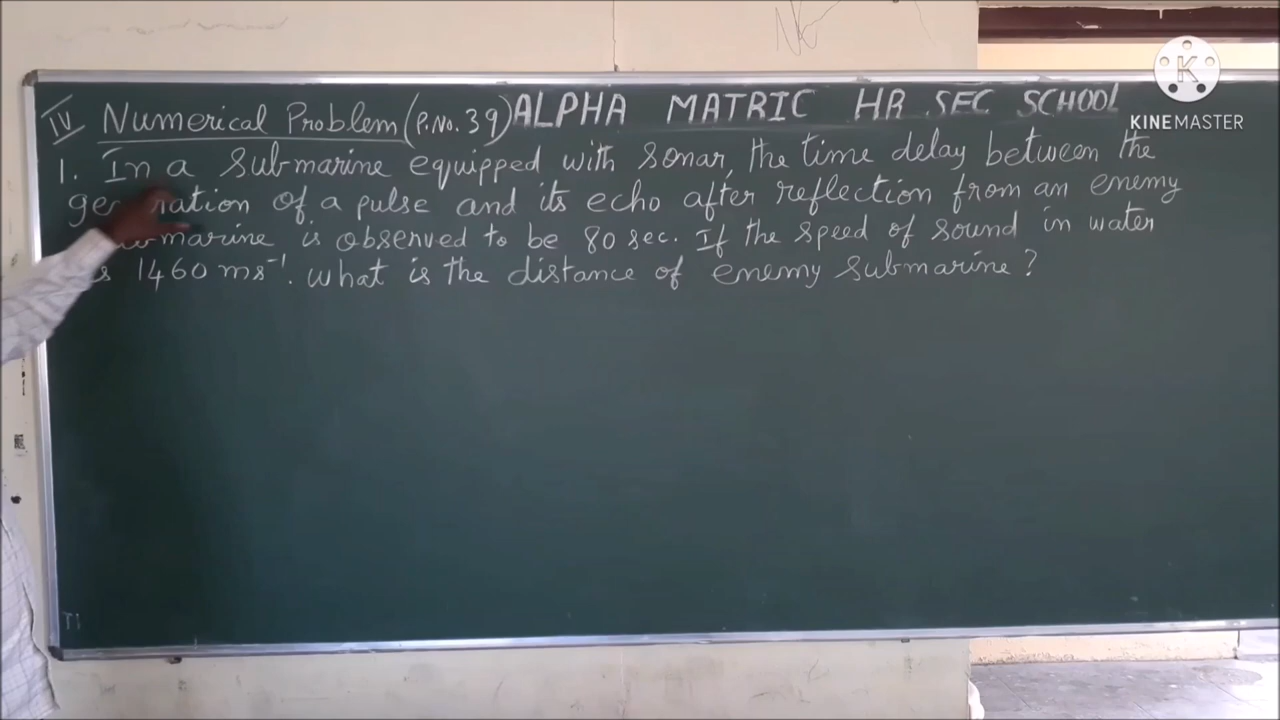 IV Numerical Problem (P.No. 39) ALPHA MATRIC HR SEC SCHOOL
1. In a submarine equipped with sonar, the time delay between the
generation of a pulse and its echo after reflection from an enemy
marine is observed to be 80 sec. If the speed of sound in water
is 1460 ms⁻¹. what is the distance of enemy submarine?
K
KINEMASTER
T1